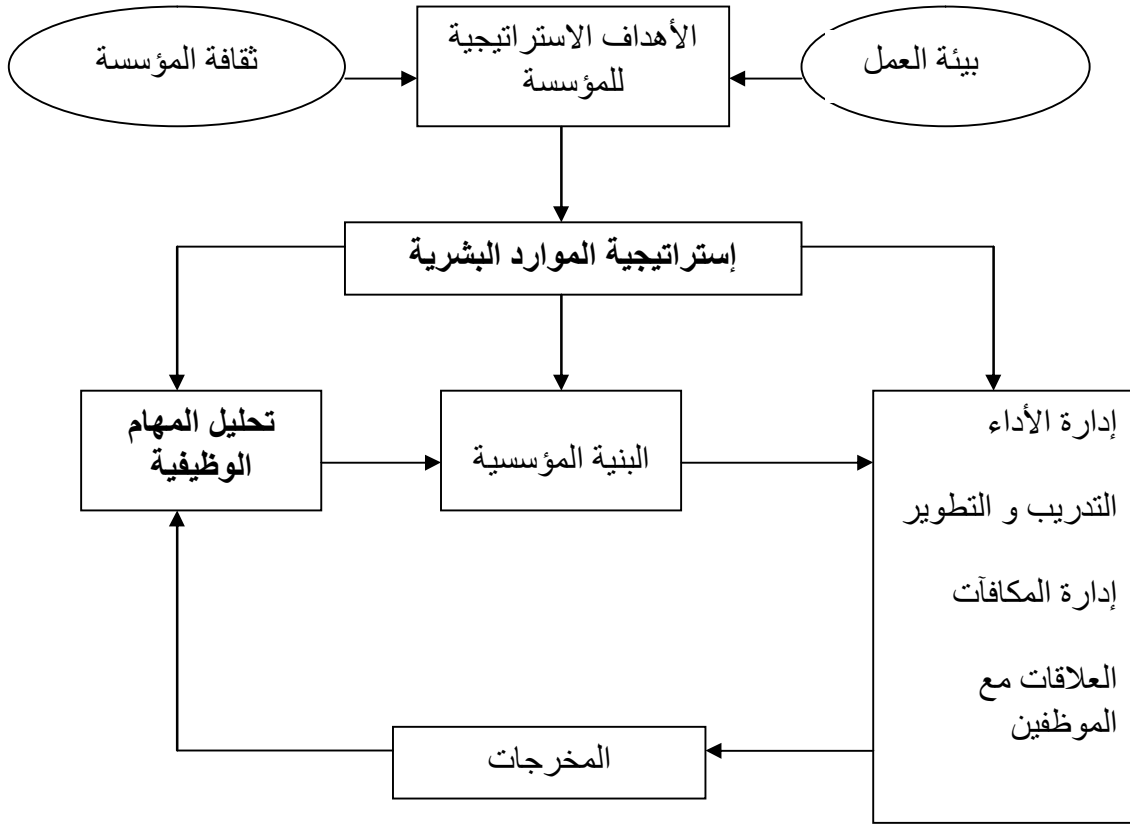 بيئة العمل
الأهداف الاستراتيجية
للمؤسسة
ثقافة المؤسسة
إستراتيجية الموارد البشرية
تحليل المهام
الوظيفية
البنية المؤسسية
إدارة الأداء
التدريب و التطوير
إدارة المكافآت
العلاقات مع
الموظفين
المخرجات